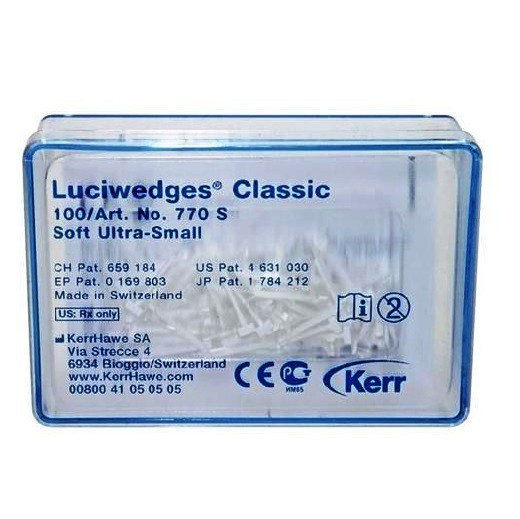 Luciwedges® Classic
100/Art. No. 770 S
Soft Ultra-Small
CH Pat. 659 184 US Pat. 4 631 030
EP Pat. 0 169 803 JP Pat. 1 784 212
Made in Switzerland
US: Rx only
KerrHawe SA
Via Strecce 4
6934 Bioggio/Switzerland
www.KerrHawe.com
00800 41 05 05 05
i 2
CE
ИМ05
Kerr